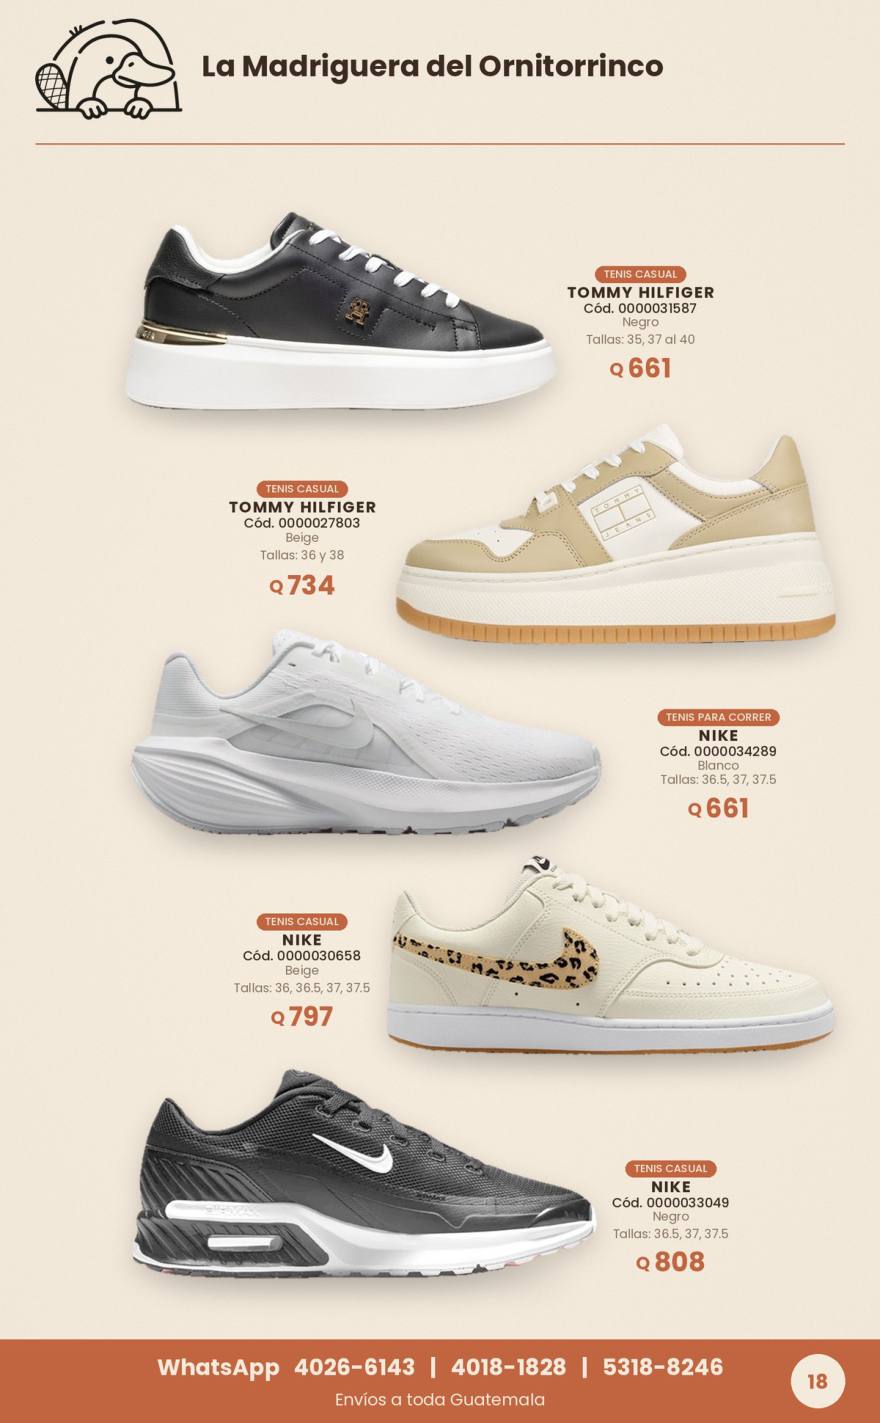 La Madriguera del Ornitorrinco
TENIS CASUAL
TOMMY HILFIGER
Cód. 0000031587
Negro
Tallas: 35, 37 al 40
Q 661
TENIS CASUAL
TOMMY HILFIGER
Cód. 0000027803
Beige
Tallas: 36 y 38
Q 734
TOMMY
JEANS
TENIS PARA CORRER
NIKE
Cód. 0000034289
Blanco
Tallas: 36.5, 37, 37.5
Q 661
TENIS CASUAL
NIKE
Cód. 0000030658
Beige
Tallas: 36, 36.5, 37, 37.5
Q 797
TENIS CASUAL
NIKE
Cód. 0000033049
Negro
Tallas: 36.5, 37, 37.5
Q 808
WhatsApp 4026-6143 | 4018-1828 | 5318-8246
Envíos a toda Guatemala
18